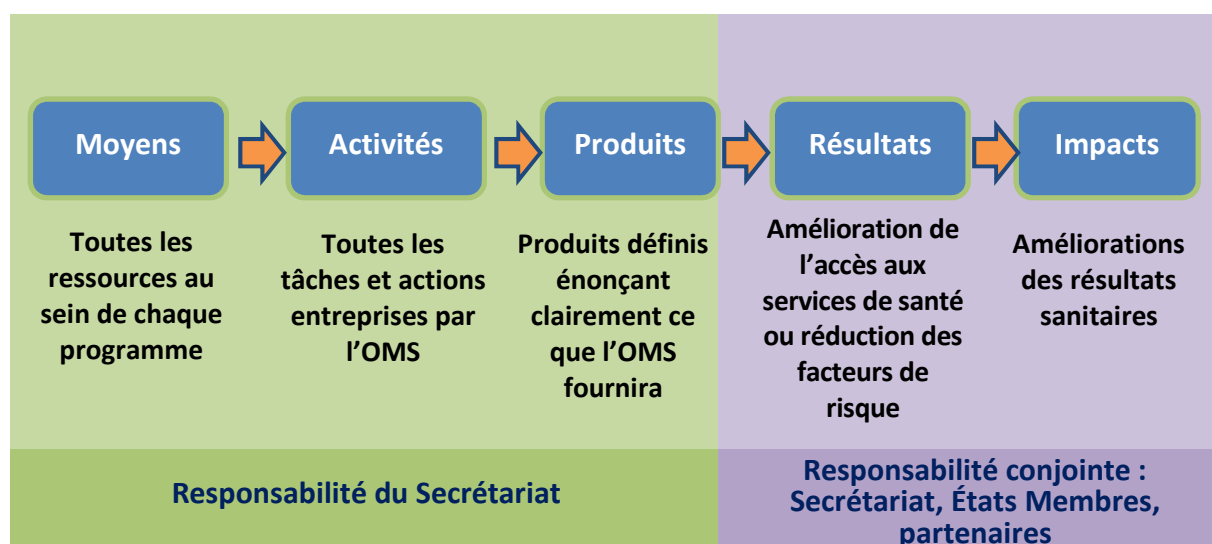 Moyens
Activités
Produits
Résultats
Impacts
Toutes les
ressources au
sein de chaque
programme
Toutes les
tâches et actions
entreprises par
l’OMS
Produits définis
énonçant
clairement ce
que l’OMS
fournira
Amélioration de
l’accès aux
services de santé
ou réduction des
facteurs de
risque
Améliorations
des résultats
sanitaires
Responsabilité du Secrétariat
Responsabilité conjointe :
Secrétariat, États Membres,
partenaires